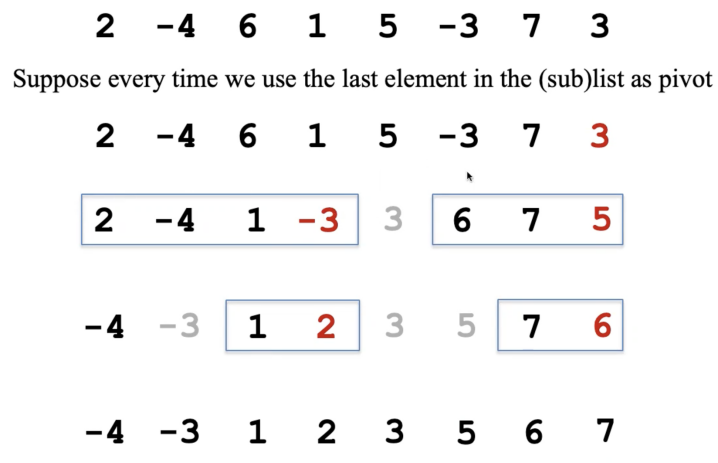 2 -4 6 1 5 -3 7 3
Suppose every time we use the last element in the (sub)list as pivot
2 -4 6 1 5 -3 7 3
2 -4 1 -3 3 6 7 5
-4 -3 1 2 3 5 7 6
-4 -3 1 2 3 5 6 7